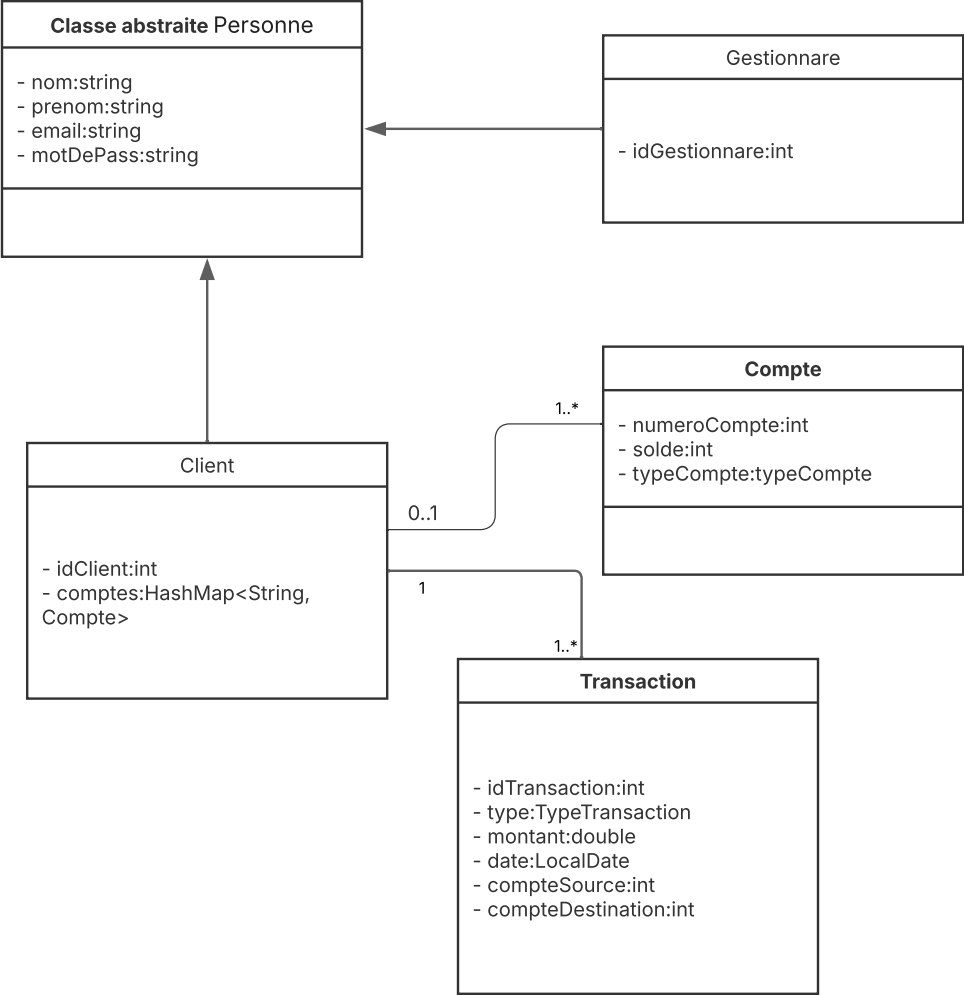 Classe abstraite Personne
- nom:string
- prenom:string
- email:string
- motDePass:string
Gestionnare
- idGestionnare:int
Compte
- numeroCompte:int
- solde:int
- typeCompte:typeCompte
1..*
0..1
Client
- idClient:int
- comptes:HashMap<String,
Compte>
1
1..*
Transaction
- idTransaction:int
- type:TypeTransaction
- montant:double
- date:LocalDate
- compteSource:int
- compteDestination:int